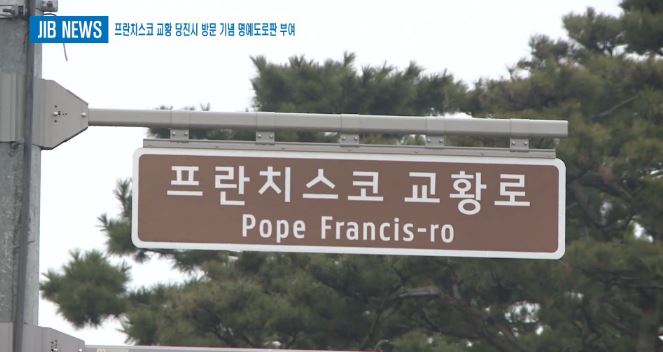 JIB NEWS 프란치스코 교황 당진시 방문 기념 명예도로판 부여
프란치스코 교황로
Pope Francis-ro